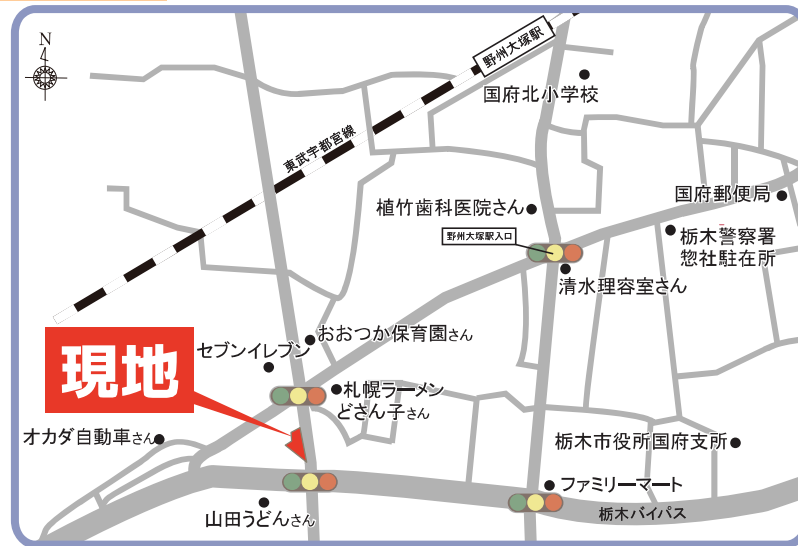 N
野州大塚駅
国府北小学校
東武宇都宮線
国府郵便局
植竹歯科医院さん
野州大塚駅入口
栃木警察署
惣社駐在所
清水理容室さん
おおつか保育園さん
セブンイレブン
現地
札幌ラーメン
どさん子さん
オカダ自動車さん
栃木市役所国府支所
ファミリーマート
山田うどんさん
栃木バイパス